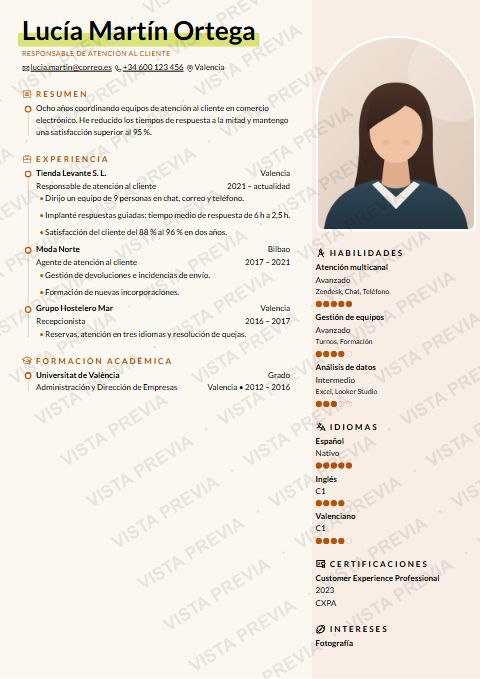 Lucía Martín Ortega
RESPONSABLE DE ATENCIÓN AL CLIENTE
lucia.martin@correo.es +34 600 123 456 Valencia
RESUMEN
Ocho años coordinando equipos de atención al cliente en comercio
electrónico. He reducido los tiempos de respuesta a la mitad y mantengo
una satisfacción superior al 95 %.
EXPERIENCIA
Tienda Levante S. L. Valencia
Responsable de atención al cliente 2021 – actualidad
• Dirijo un equipo de 9 personas en chat, correo y teléfono.
• Implanté respuestas guiadas: tiempo medio de respuesta de 6 h a 2,5 h.
• Satisfacción del cliente del 88 % al 96 % en dos años.
Moda Norte Bilbao
Agente de atención al cliente 2017 – 2021
• Gestión de devoluciones e incidencias de envío.
• Formación de nuevas incorporaciones.
Grupo Hostelero Mar Valencia
Recepcionista 2016 – 2017
• Reservas, atención en tres idiomas y resolución de quejas.
FORMACIÓN ACADÉMICA
Universitat de València Grado
Administración y Dirección de Empresas Valencia • 2012 – 2016
HABILIDADES
Atención multicanal
Avanzado
Zendesk, Chat, Teléfono
Gestión de equipos
Avanzado
Turnos, Formación
Análisis de datos
Intermedio
Excel, Looker Studio
IDIOMAS
Español
Nativo
Inglés
C1
Valenciano
C1
CERTIFICACIONES
Customer Experience Professional
2023
CXPA
INTERESES
Fotografía
VISTA PREVIA